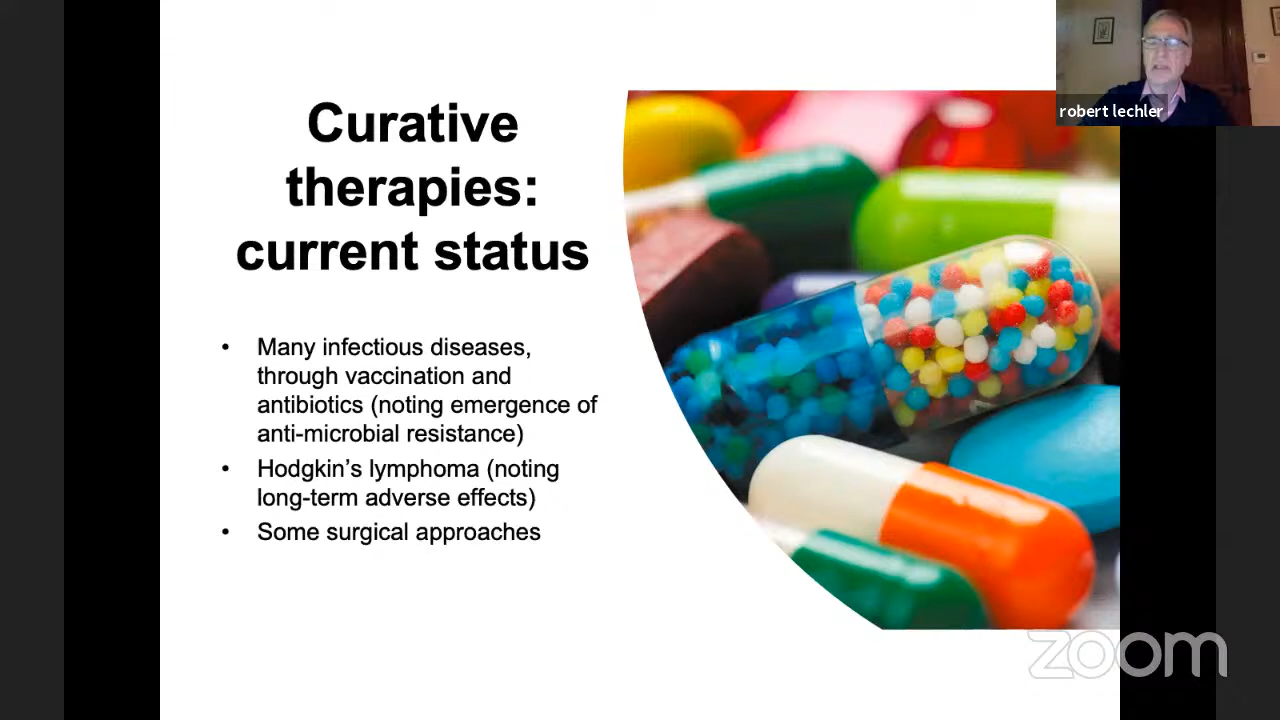 Curative
therapies:
current status
• Many infectious diseases,
through vaccination and
antibiotics (noting emergence of
anti-microbial resistance)
• Hodgkin’s lymphoma (noting
long-term adverse effects)
• Some surgical approaches
robert lechler
zoom